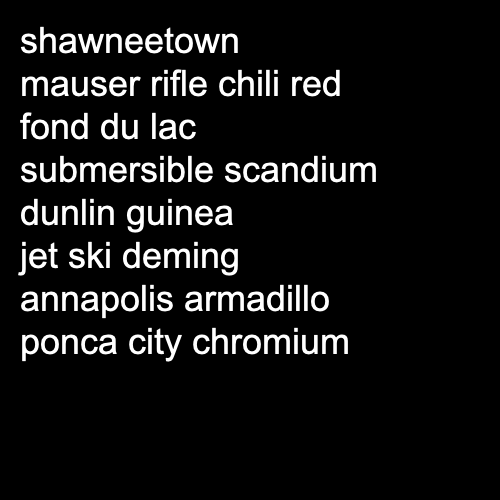 shawneetown
mauser rifle chili red
fond du lac
submersible scandium
dunlin guinea
jet ski deming
annapolis armadillo
ponca city chromium